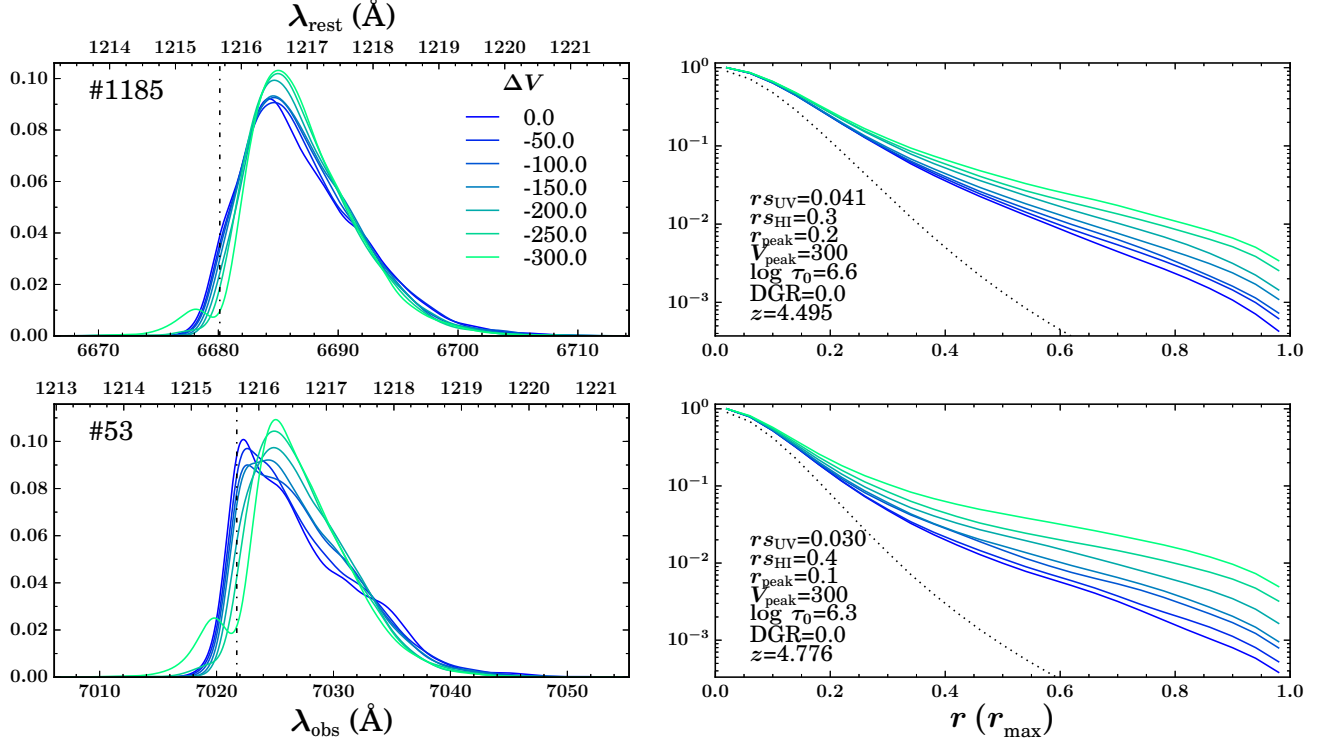 λrest (Å)
1214 1215 1216 1217 1218 1219 1220 1221
#1185
ΔV
0.0
-50.0
-100.0
-150.0
-200.0
-250.0
-300.0
0.10
0.08
0.06
0.04
0.02
0.00
6670 6680 6690 6700 6710
10⁰
10⁻¹
10⁻²
10⁻³
rsUV=0.041
rsHI=0.3
rpeak=0.2
Vpeak=300
log τ0=6.6
DGR=0.0
z=4.495
0.0 0.2 0.4 0.6 0.8 1.0
1213 1214 1215 1216 1217 1218 1219 1220 1221
#53
0.10
0.08
0.06
0.04
0.02
0.00
7010 7020 7030 7040 7050
λobs (Å)
10⁰
10⁻¹
10⁻²
10⁻³
rsUV=0.030
rsHI=0.4
rpeak=0.1
Vpeak=300
log τ0=6.3
DGR=0.0
z=4.776
0.0 0.2 0.4 0.6 0.8 1.0
r (rmax)